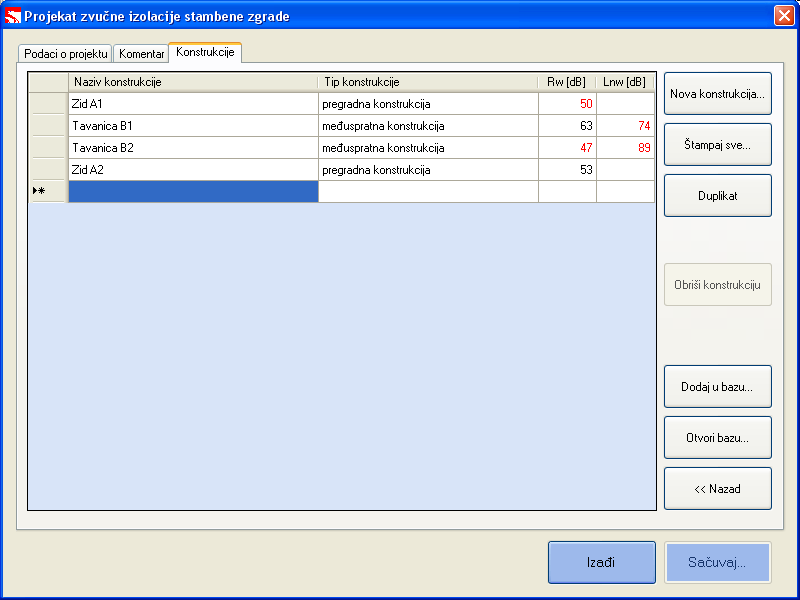 Projekat zvučne izolacije stambene zgrade
Podaci o projektu Komentar Konstrukcije
Naziv konstrukcije Tip konstrukcije Rw [dB] Lnw [dB]
Zid A1 pregradna konstrukcija 50
Tavanica B1 međuspratna konstrukcija 63 74
Tavanica B2 međuspratna konstrukcija 47 89
Zid A2 pregradna konstrukcija 53
Nova konstrukcija...
Štampaj sve...
Duplikat
Obriši konstrukciju
Dodaj u bazu...
Otvori bazu...
<< Nazad
Izađi Sačuvaj...